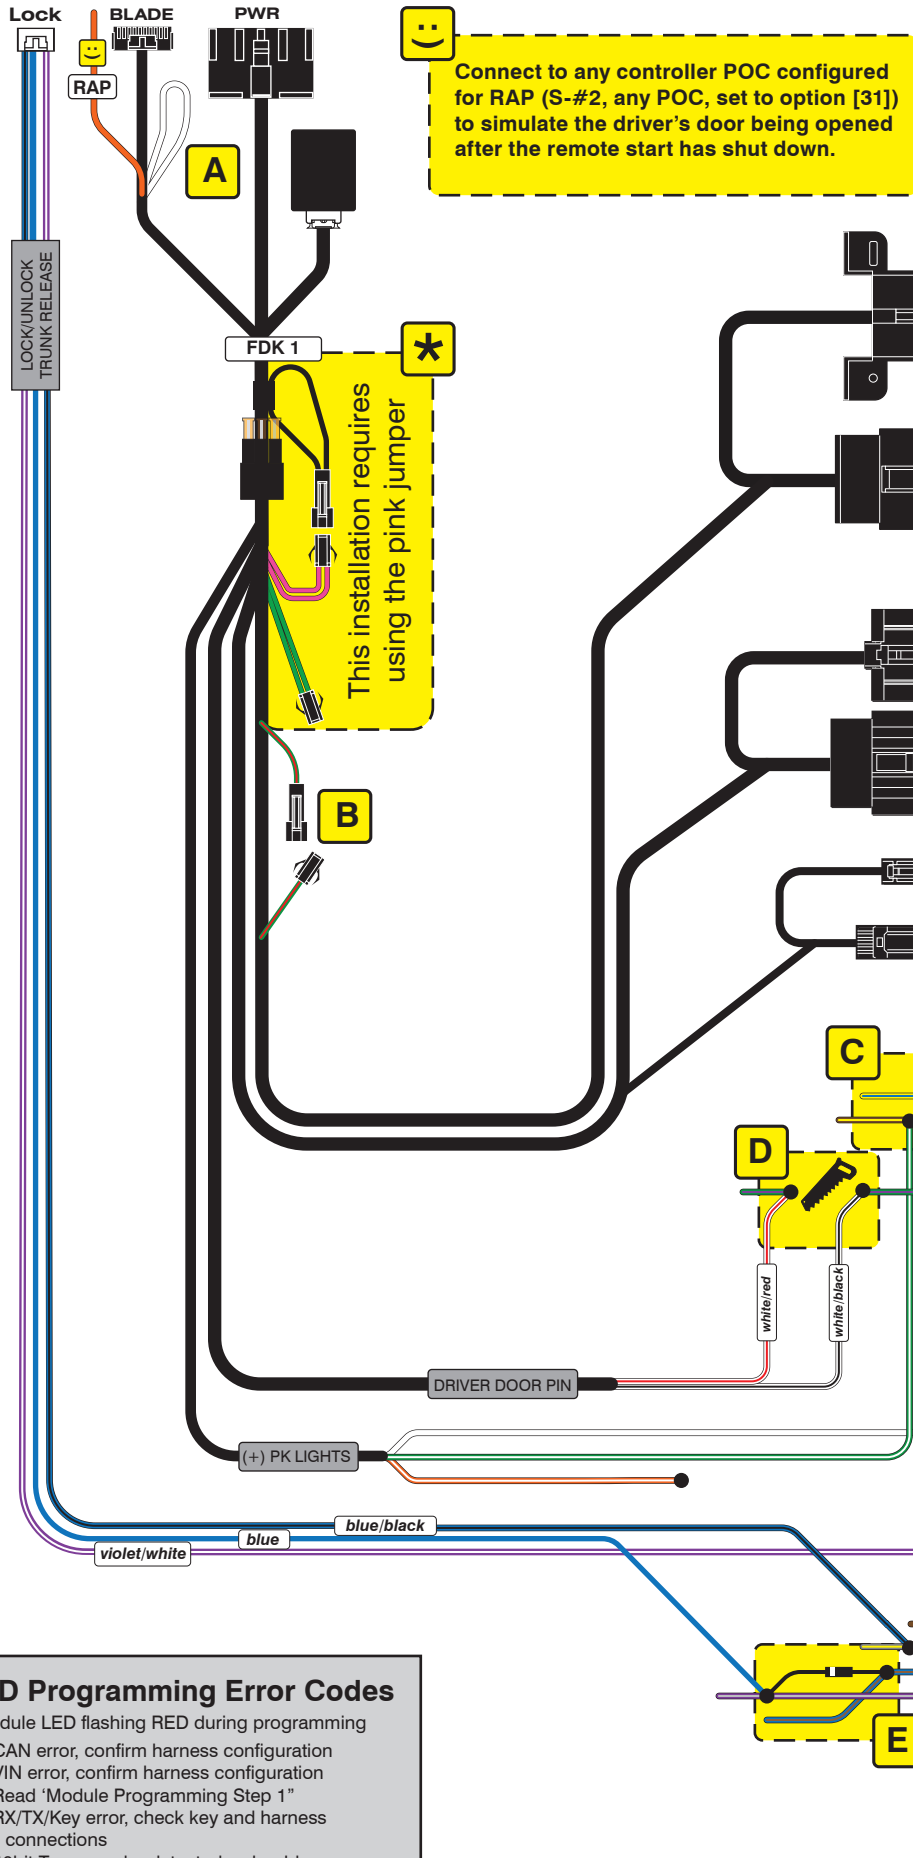 Lock
BLADE
PWR
RAP
A
Connect to any controller POC configured
for RAP (S-#2, any POC, set to option [31])
to simulate the driver's door being opened
after the remote start has shut down.
LOCK/UNLOCK
TRUNK RELEASE
FDK 1
*
This installation requires
using the pink jumper
B
C
D
white/red
white/black
DRIVER DOOR PIN
(+) PK LIGHTS
blue/black
blue
violet/white
E
D Programming Error Codes
dule LED flashing RED during programming
CAN error, confirm harness configuration
VIN error, confirm harness configuration
Read ‘Module Programming Step 1”
RX/TX/Key error, check key and harness
connections